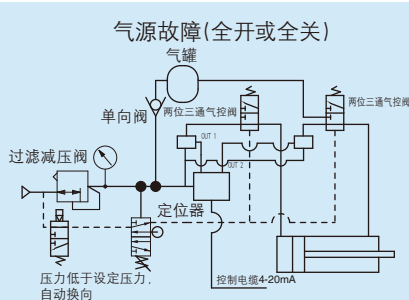 气源故障(全开或全关)
气罐
单向阀
两位三通气控阀
两位三通气控阀
OUT 1
过滤减压阀
OUT 2
定位器
控制电缆4-20mA
压力低于设定压力,
自动换向